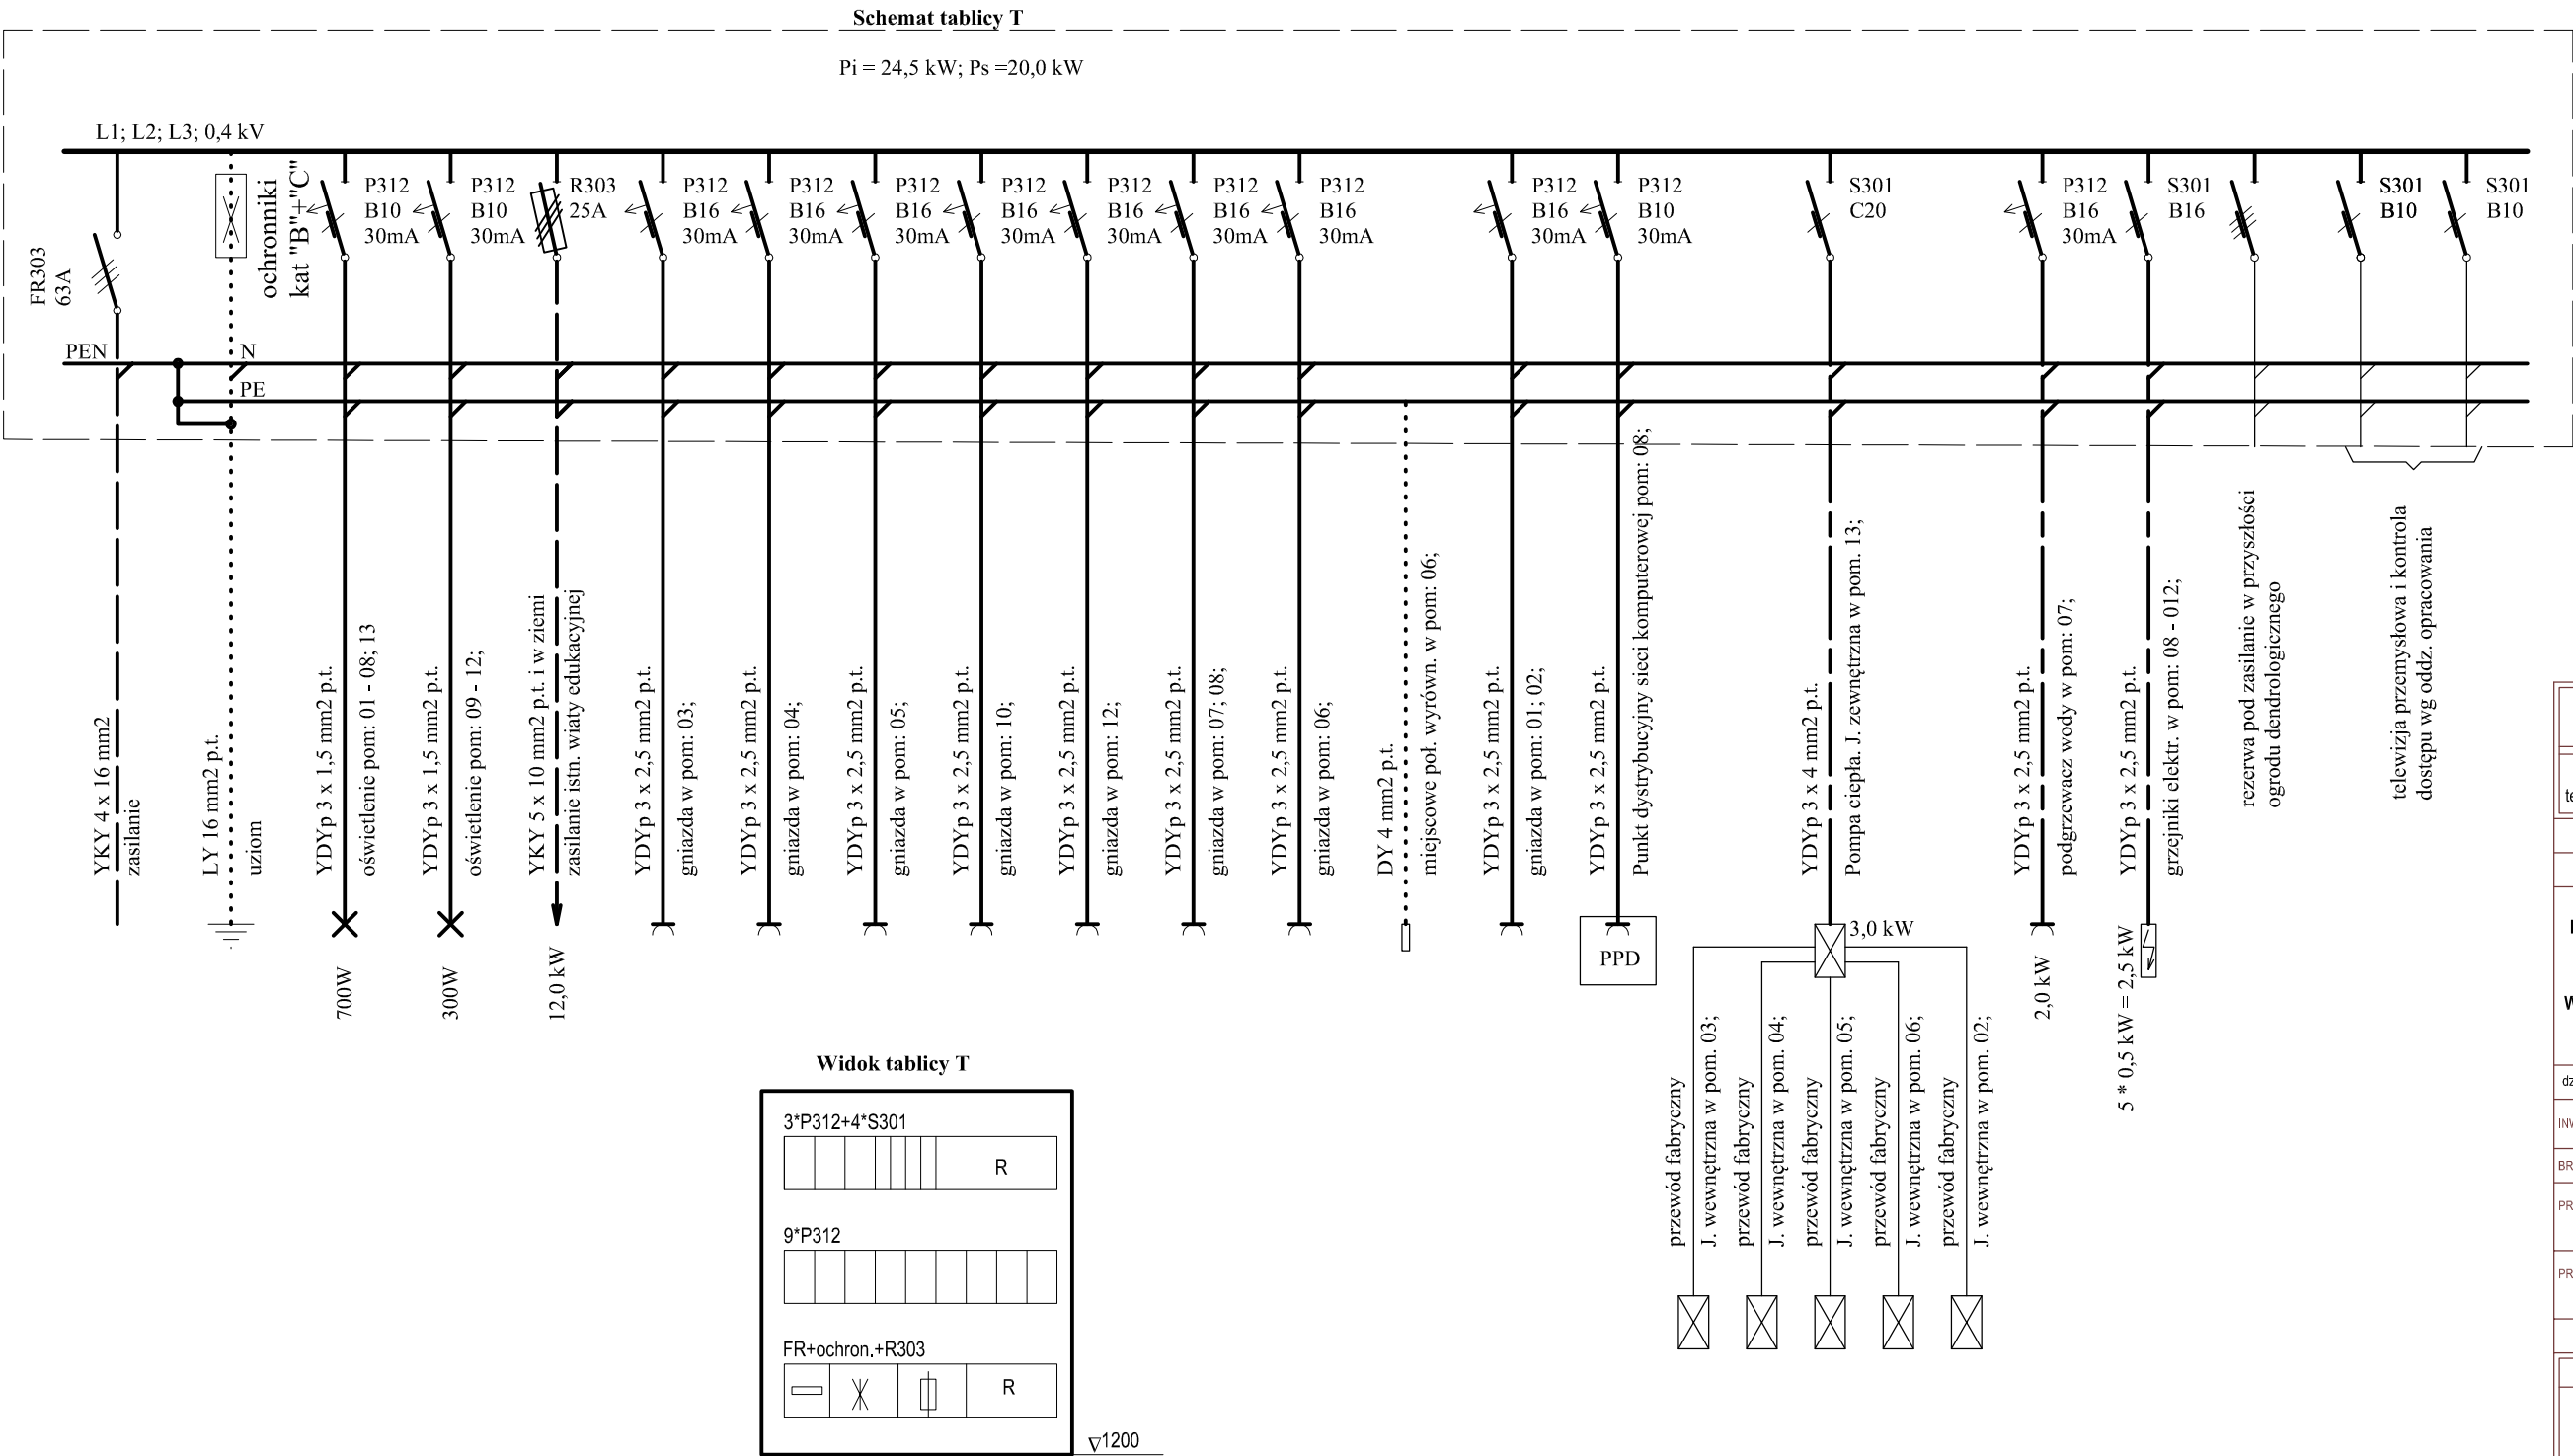 Schemat tablicy T
Pi = 24,5 kW; Ps =20,0 kW
L1; L2; L3; 0,4 kV
FR303
63A
ochronniki
kat "B"+"C"
P312
B10
30mA
P312
B10
30mA
R303
25A
P312
B16
30mA
P312
B16
30mA
P312
B16
30mA
P312
B16
30mA
P312
B16
30mA
P312
B16
30mA
P312
B16
30mA
P312
B16
30mA
P312
B10
30mA
S301
C20
P312
B16
30mA
S301
B16
S301
B10
S301
B10
PEN
N
PE
YKY 4 x 16 mm2
zasilanie
LY 16 mm2 p.t.
uziom
YDYp 3 x 1,5 mm2 p.t.
oświetlenie pom: 01 - 08; 13
YDYp 3 x 1,5 mm2 p.t.
oświetlenie pom: 09 - 12;
YKY 5 x 10 mm2 p.t. i w ziemi
zasilanie istn. wiaty edukacyjnej
YDYp 3 x 2,5 mm2 p.t.
gniazda w pom: 03;
YDYp 3 x 2,5 mm2 p.t.
gniazda w pom: 04;
YDYp 3 x 2,5 mm2 p.t.
gniazda w pom: 05;
YDYp 3 x 2,5 mm2 p.t.
gniazda w pom: 10;
YDYp 3 x 2,5 mm2 p.t.
gniazda w pom: 12;
YDYp 3 x 2,5 mm2 p.t.
gniazda w pom: 07; 08;
YDYp 3 x 2,5 mm2 p.t.
gniazda w pom: 06;
DY 4 mm2 p.t.
miejscowe poł. wyrówn. w pom: 06;
YDYp 3 x 2,5 mm2 p.t.
gniazda w pom: 01; 02;
YDYp 3 x 2,5 mm2 p.t.
Punkt dystrybucyjny sieci komputerowej pom: 08;
YDYp 3 x 4 mm2 p.t.
Pompa ciepła. J. zewnętrzna w pom. 13;
YDYp 3 x 2,5 mm2 p.t.
podgrzewacz wody w pom: 07;
YDYp 3 x 2,5 mm2 p.t.
grzejniki elektr. w pom: 08 - 012;
rezerwa pod zasilanie w przyszłości
ogrodu dendrologicznego
telewizja przemysłowa i kontrola
dostępu wg oddz. opracowania
700W
300W
12,0 kW
PPD
3,0 kW
2,0 kW
5 * 0,5 kW = 2,5 kW
przewód fabryczny
J. wewnętrzna w pom. 03;
przewód fabryczny
J. wewnętrzna w pom. 04;
przewód fabryczny
J. wewnętrzna w pom. 05;
przewód fabryczny
J. wewnętrzna w pom. 06;
przewód fabryczny
J. wewnętrzna w pom. 02;
Widok tablicy T
3*P312+4*S301
R
9*P312
FR+ochron.+R303
R
1200
te
dz
INW
BR
PR
PR